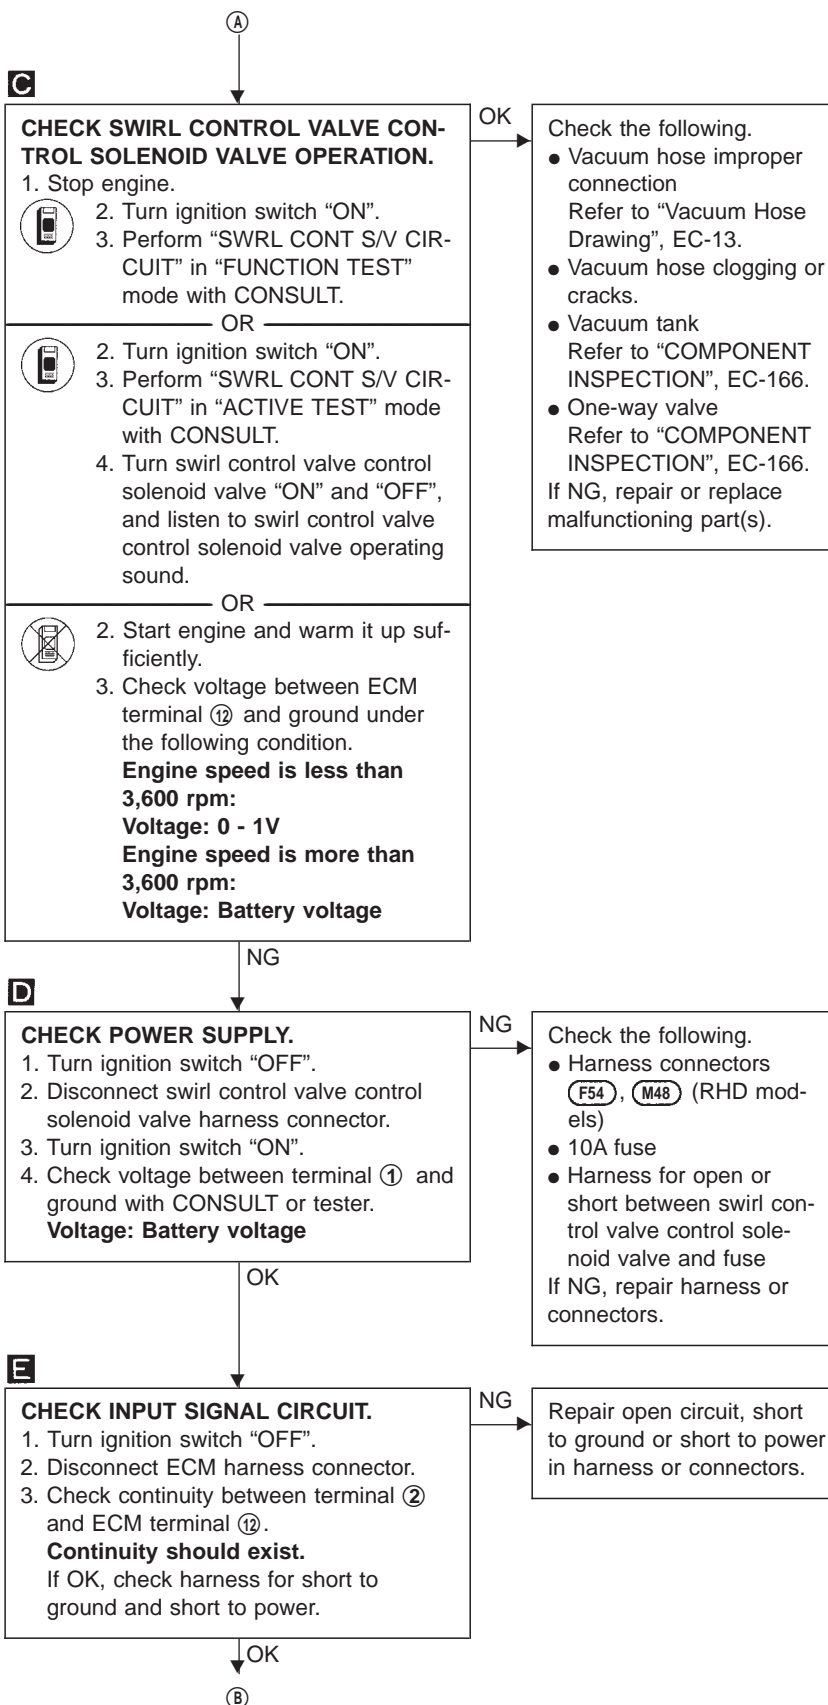 Ⓐ
C
CHECK SWIRL CONTROL VALVE CON-
TROL SOLENOID VALVE OPERATION.
1. Stop engine.
2. Turn ignition switch “ON”.
3. Perform “SWRL CONT S/V CIR-
CUIT” in “FUNCTION TEST”
mode with CONSULT.
OR
2. Turn ignition switch “ON”.
3. Perform “SWRL CONT S/V CIR-
CUIT” in “ACTIVE TEST” mode
with CONSULT.
4. Turn swirl control valve control
solenoid valve “ON” and “OFF”,
and listen to swirl control valve
control solenoid valve operating
sound.
OR
2. Start engine and warm it up suf-
ficiently.
3. Check voltage between ECM
terminal ⑫ and ground under
the following condition.
Engine speed is less than
3,600 rpm:
Voltage: 0 - 1V
Engine speed is more than
3,600 rpm:
Voltage: Battery voltage
OK
Check the following.
● Vacuum hose improper
connection
Refer to “Vacuum Hose
Drawing”, EC-13.
● Vacuum hose clogging or
cracks.
● Vacuum tank
Refer to “COMPONENT
INSPECTION”, EC-166.
● One-way valve
Refer to “COMPONENT
INSPECTION”, EC-166.
If NG, repair or replace
malfunctioning part(s).
NG
D
CHECK POWER SUPPLY.
1. Turn ignition switch “OFF”.
2. Disconnect swirl control valve control
solenoid valve harness connector.
3. Turn ignition switch “ON”.
4. Check voltage between terminal ① and
ground with CONSULT or tester.
Voltage: Battery voltage
NG
Check the following.
● Harness connectors
F54, M48 (RHD mod-
els)
● 10A fuse
● Harness for open or
short between swirl con-
trol valve control sole-
noid valve and fuse
If NG, repair harness or
connectors.
OK
E
CHECK INPUT SIGNAL CIRCUIT.
1. Turn ignition switch “OFF”.
2. Disconnect ECM harness connector.
3. Check continuity between terminal ②
and ECM terminal ⑫.
Continuity should exist.
If OK, check harness for short to
ground and short to power.
NG
Repair open circuit, short
to ground or short to power
in harness or connectors.
OK
Ⓑ